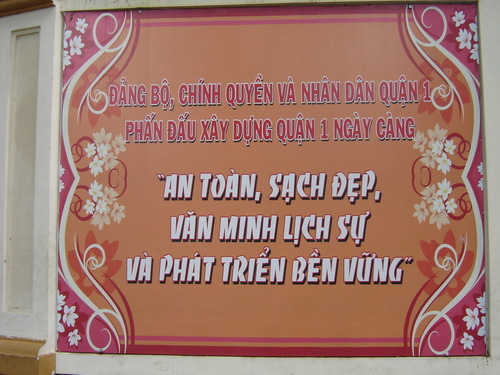 ĐẢNG BỘ, CHÍNH QUYỀN VÀ NHÂN DÂN QUẬN 1
PHẤN ĐẤU XÂY DỰNG QUẬN 1 NGÀY CÀNG
"AN TOÀN, SẠCH ĐẸP,
VĂN MINH LỊCH SỰ
VÀ PHÁT TRIỂN BỀN VỮNG"